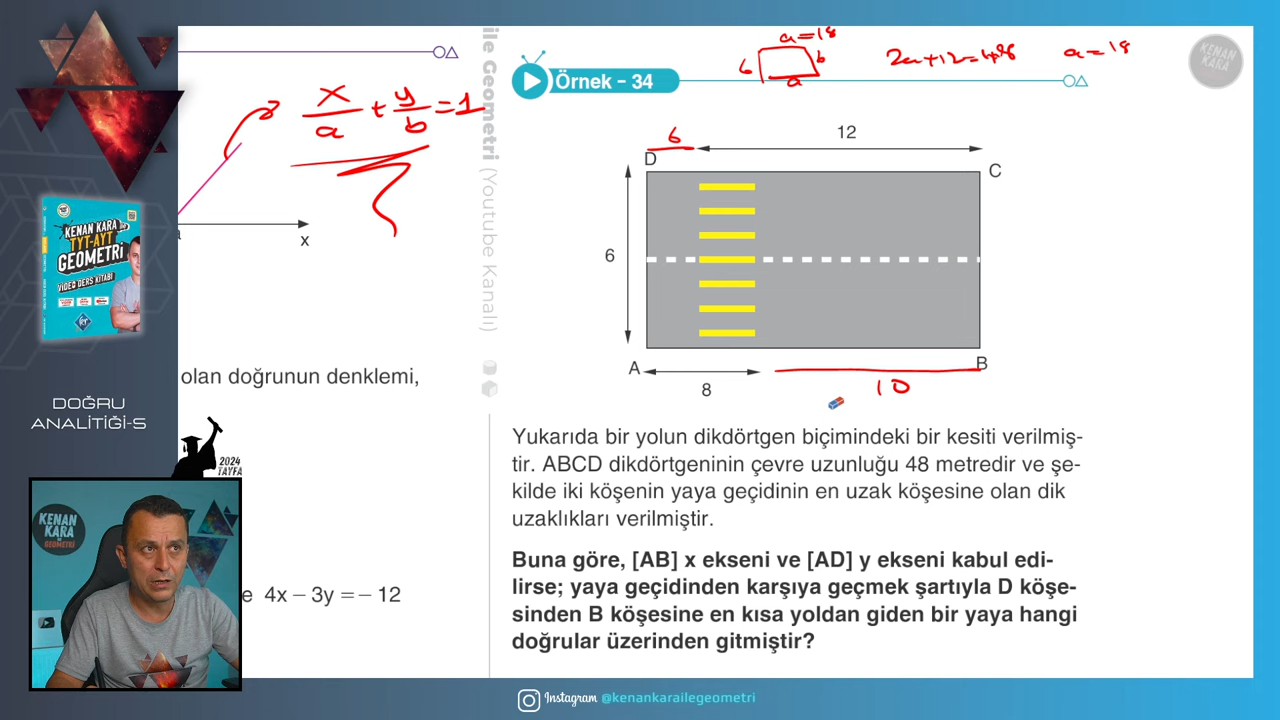 x/a + y/b = 1
x
olan doğrunun denklemi,
4x – 3y = – 12
ile Geometri (Youtube Kanalı)
a=18
6
b
a
2a+12=48
a=18
KENAN KARA
Örnek - 34
6
12
D
C
6
A
B
8
10
Yukarıda bir yolun dikdörtgen biçimindeki bir kesiti verilmiş-
tir. ABCD dikdörtgeninin çevre uzunluğu 48 metredir ve şe-
kilde iki köşenin yaya geçidinin en uzak köşesine olan dik
uzaklıkları verilmiştir.
Buna göre, [AB] x ekseni ve [AD] y ekseni kabul edi-
lirse; yaya geçidinden karşıya geçmek şartıyla D köşe-
sinden B köşesine en kısa yoldan giden bir yaya hangi
doğrular üzerinden gitmiştir?
KENAN KARA
TYT-AYT
GEOMETRİ
VİDEO DERS KİTABI
DOĞRU
ANALİTİĞİ-5
2024
TAYFA
KENAN
KARA
GEOMETRİ
Instagram @kenankarailegeometri